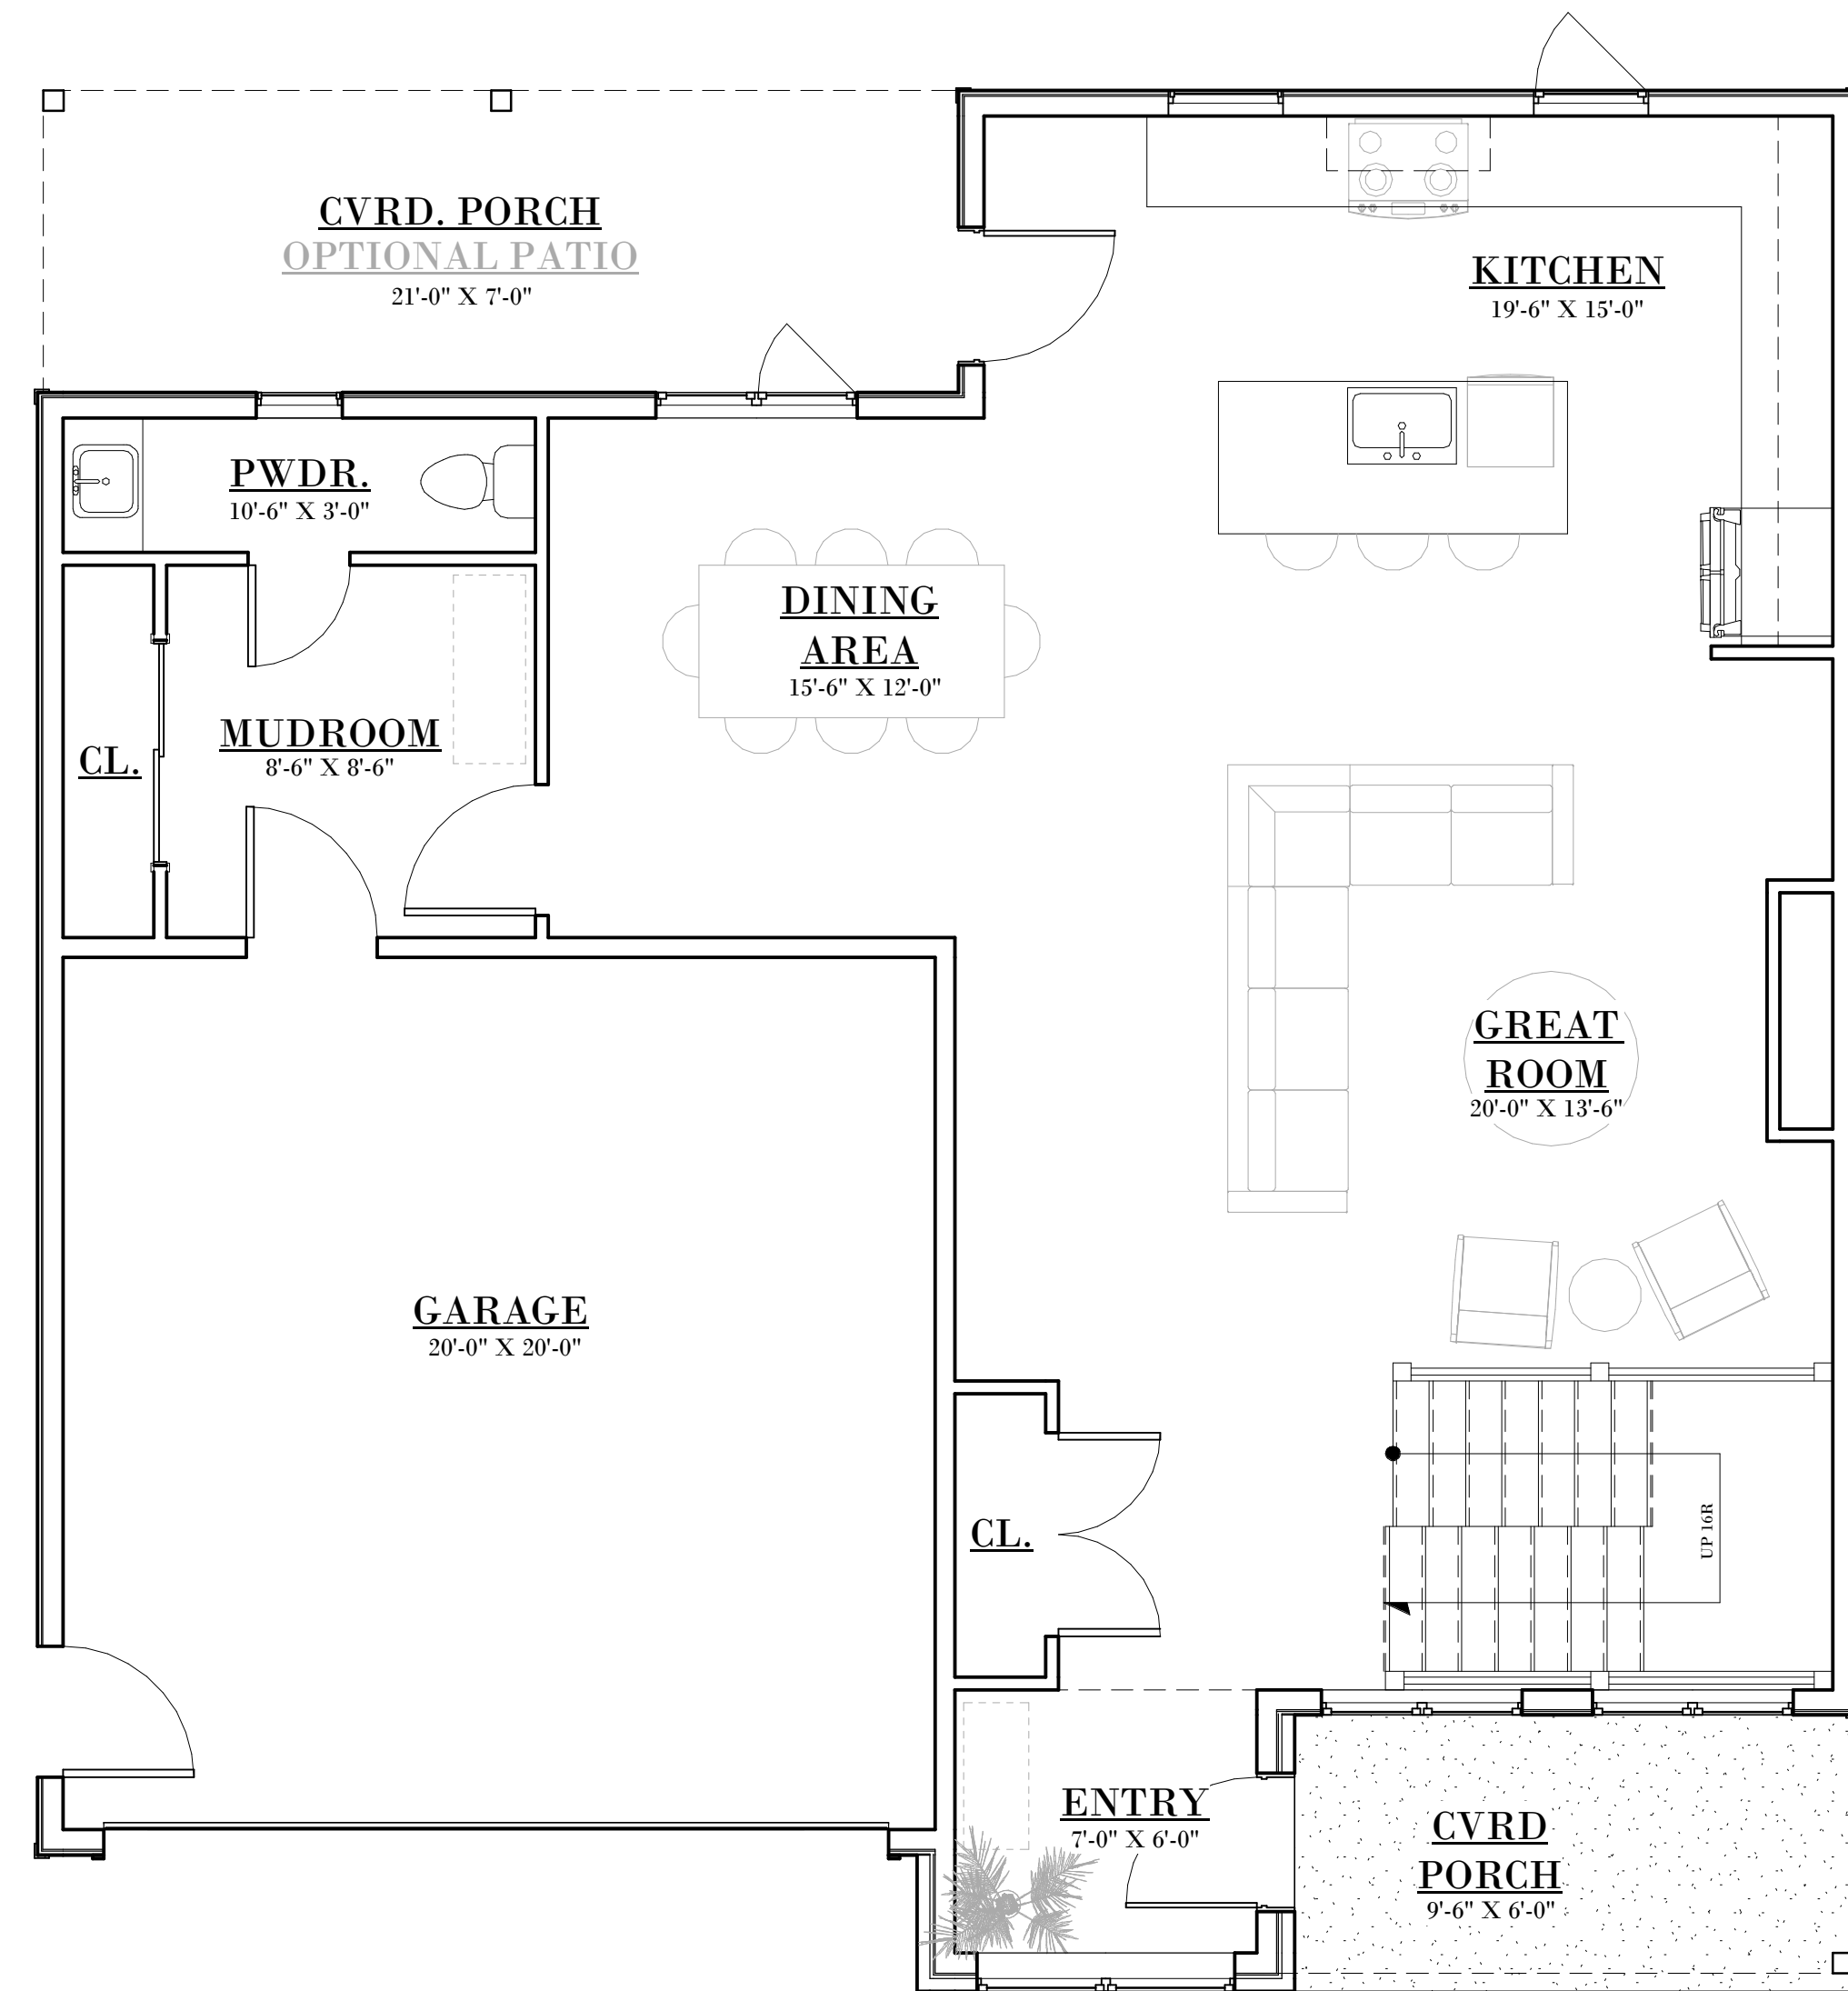 CVRD. PORCH
OPTIONAL PATIO
21'-0" X 7'-0"
KITCHEN
19'-6" X 15'-0"
PWDR.
10'-6" X 3'-0"
DINING
AREA
15'-6" X 12'-0"
MUDROOM
8'-6" X 8'-6"
CL.
GREAT
ROOM
20'-0" X 13'-6"
GARAGE
20'-0" X 20'-0"
CL.
UP 16R
ENTRY
7'-0" X 6'-0"
CVRD
PORCH
9'-6" X 6'-0"